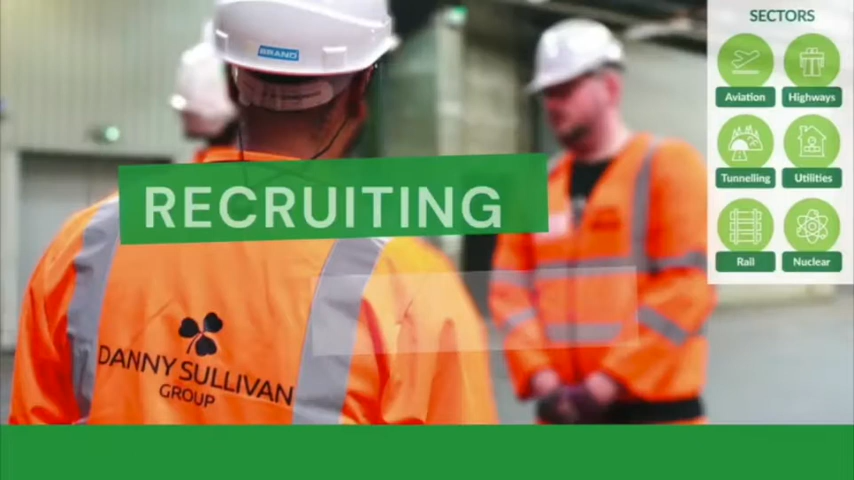 BRAND
RECRUITING
DANNY SULLIVAN
GROUP
SECTORS
Aviation
Highways
Tunnelling
Utilities
Rail
Nuclear